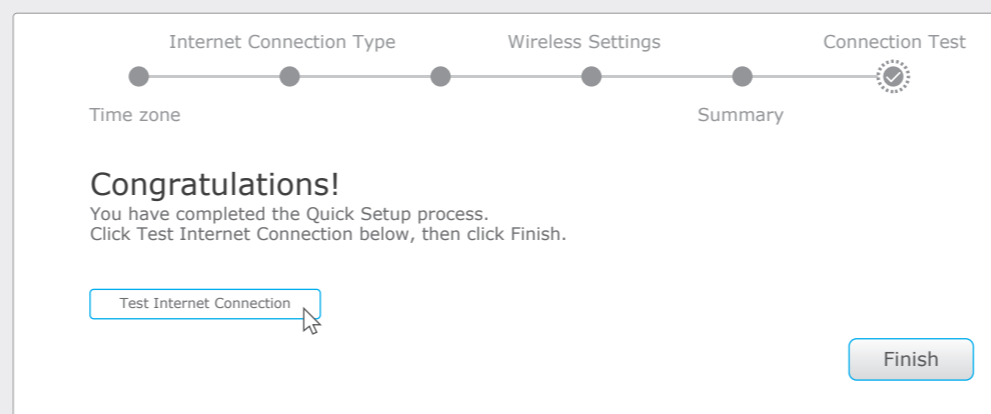 Internet Connection Type
Wireless Settings
Connection Test
Time zone
Summary
Congratulations!
You have completed the Quick Setup process.
Click Test Internet Connection below, then click Finish.
Test Internet Connection
Finish